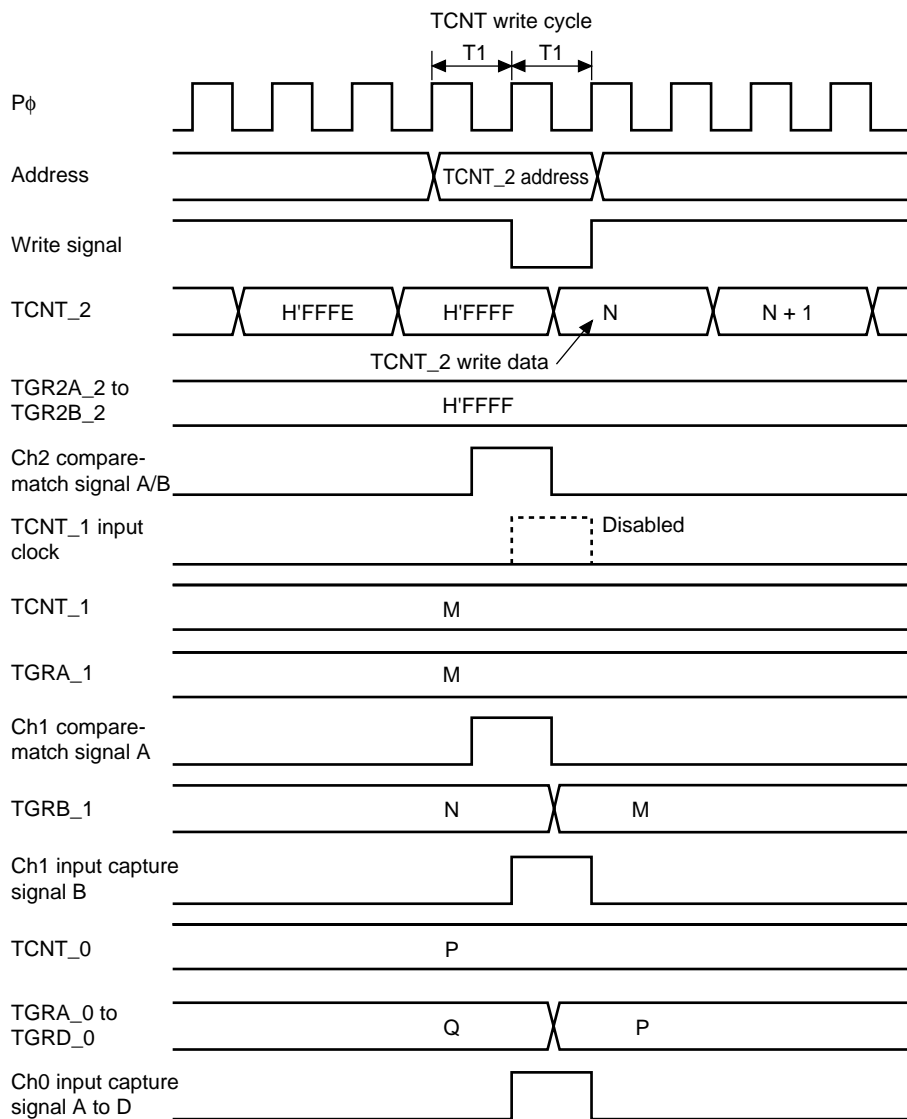 TCNT write cycle
T1 T1
Pϕ
Address TCNT_2 address
Write signal
TCNT_2 H'FFFE H'FFFF N N + 1
TCNT_2 write data
TGR2A_2 to
TGR2B_2 H'FFFF
Ch2 compare-
match signal A/B
TCNT_1 input
clock Disabled
TCNT_1 M
TGRA_1 M
Ch1 compare-
match signal A
TGRB_1 N M
Ch1 input capture
signal B
TCNT_0 P
TGRA_0 to
TGRD_0 Q P
Ch0 input capture
signal A to D